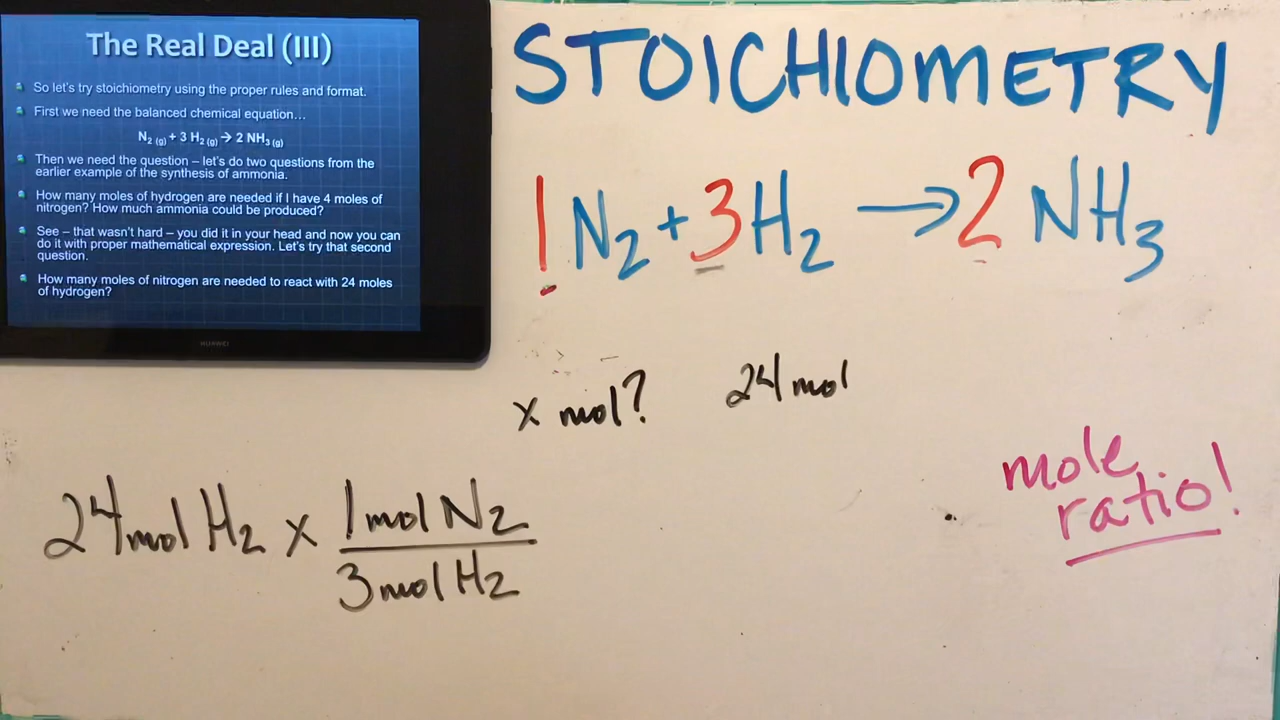 The Real Deal (III)
So let's try stoichiometry using the proper rules and format.
First we need the balanced chemical equation…
N₂ (g) + 3 H₂ (g) → 2 NH₃ (g)
Then we need the question – let's do two questions from the
earlier example of the synthesis of ammonia.
How many moles of hydrogen are needed if I have 4 moles of
nitrogen? How much ammonia could be produced?
See – that wasn't hard – you did it in your head and now you can
do it with proper mathematical expression. Let's try that second
question.
How many moles of nitrogen are needed to react with 24 moles
of hydrogen?
HUAWEI
STOICHIOMETRY
1 N₂ + 3 H₂ → 2 NH₃
x mol? 24 mol
mole
ratio!
24 mol H₂ x 1 mol N₂
3 mol H₂